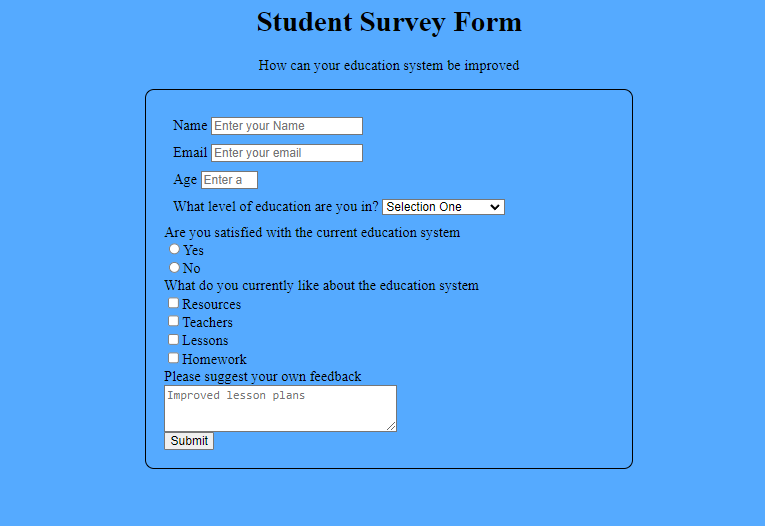 Student Survey Form
How can your education system be improved
Name Enter your Name
Email Enter your email
Age Enter a
What level of education are you in? Selection One
Are you satisfied with the current education system
Yes
No
What do you currently like about the education system
Resources
Teachers
Lessons
Homework
Please suggest your own feedback
Improved lesson plans
Submit